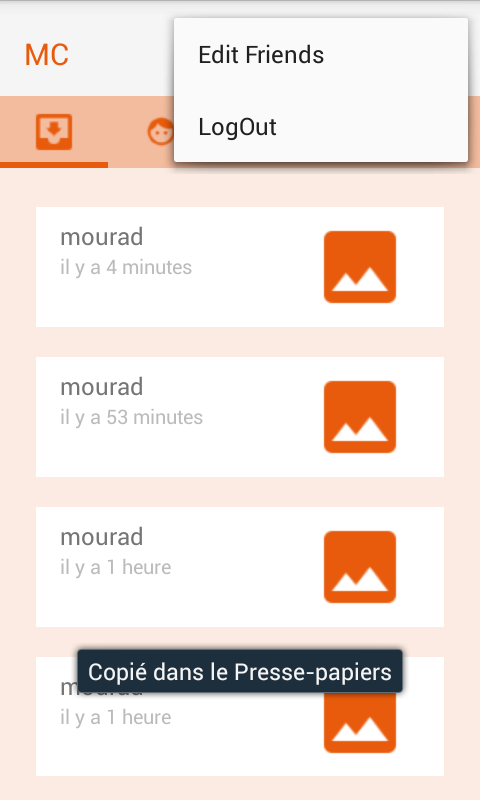 MC
Edit Friends
LogOut
mourad
il y a 4 minutes
mourad
il y a 53 minutes
mourad
il y a 1 heure
Copié dans le Presse-papiers
il y a 1 heure